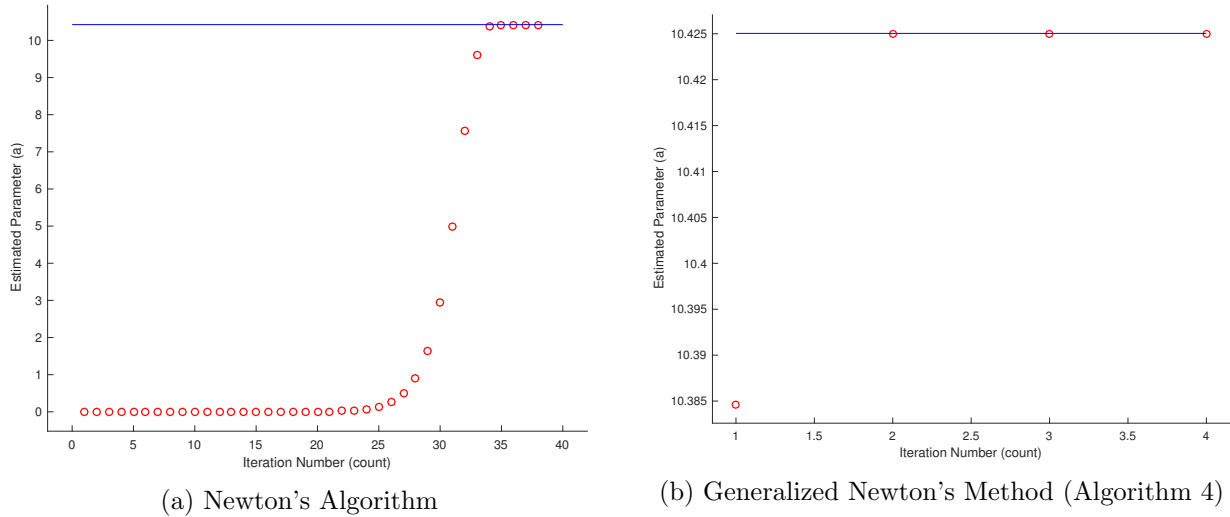 10
9
8
7
6
5
4
3
2
1
0
Estimated Parameter (a)
0 5 10 15 20 25 30 35 40
Iteration Number (count)
(a) Newton's Algorithm
10.425
10.42
10.415
10.41
10.405
10.4
10.395
10.39
10.385
Estimated Parameter (a)
1 1.5 2 2.5 3 3.5 4
Iteration Number (count)
(b) Generalized Newton's Method (Algorithm 4)